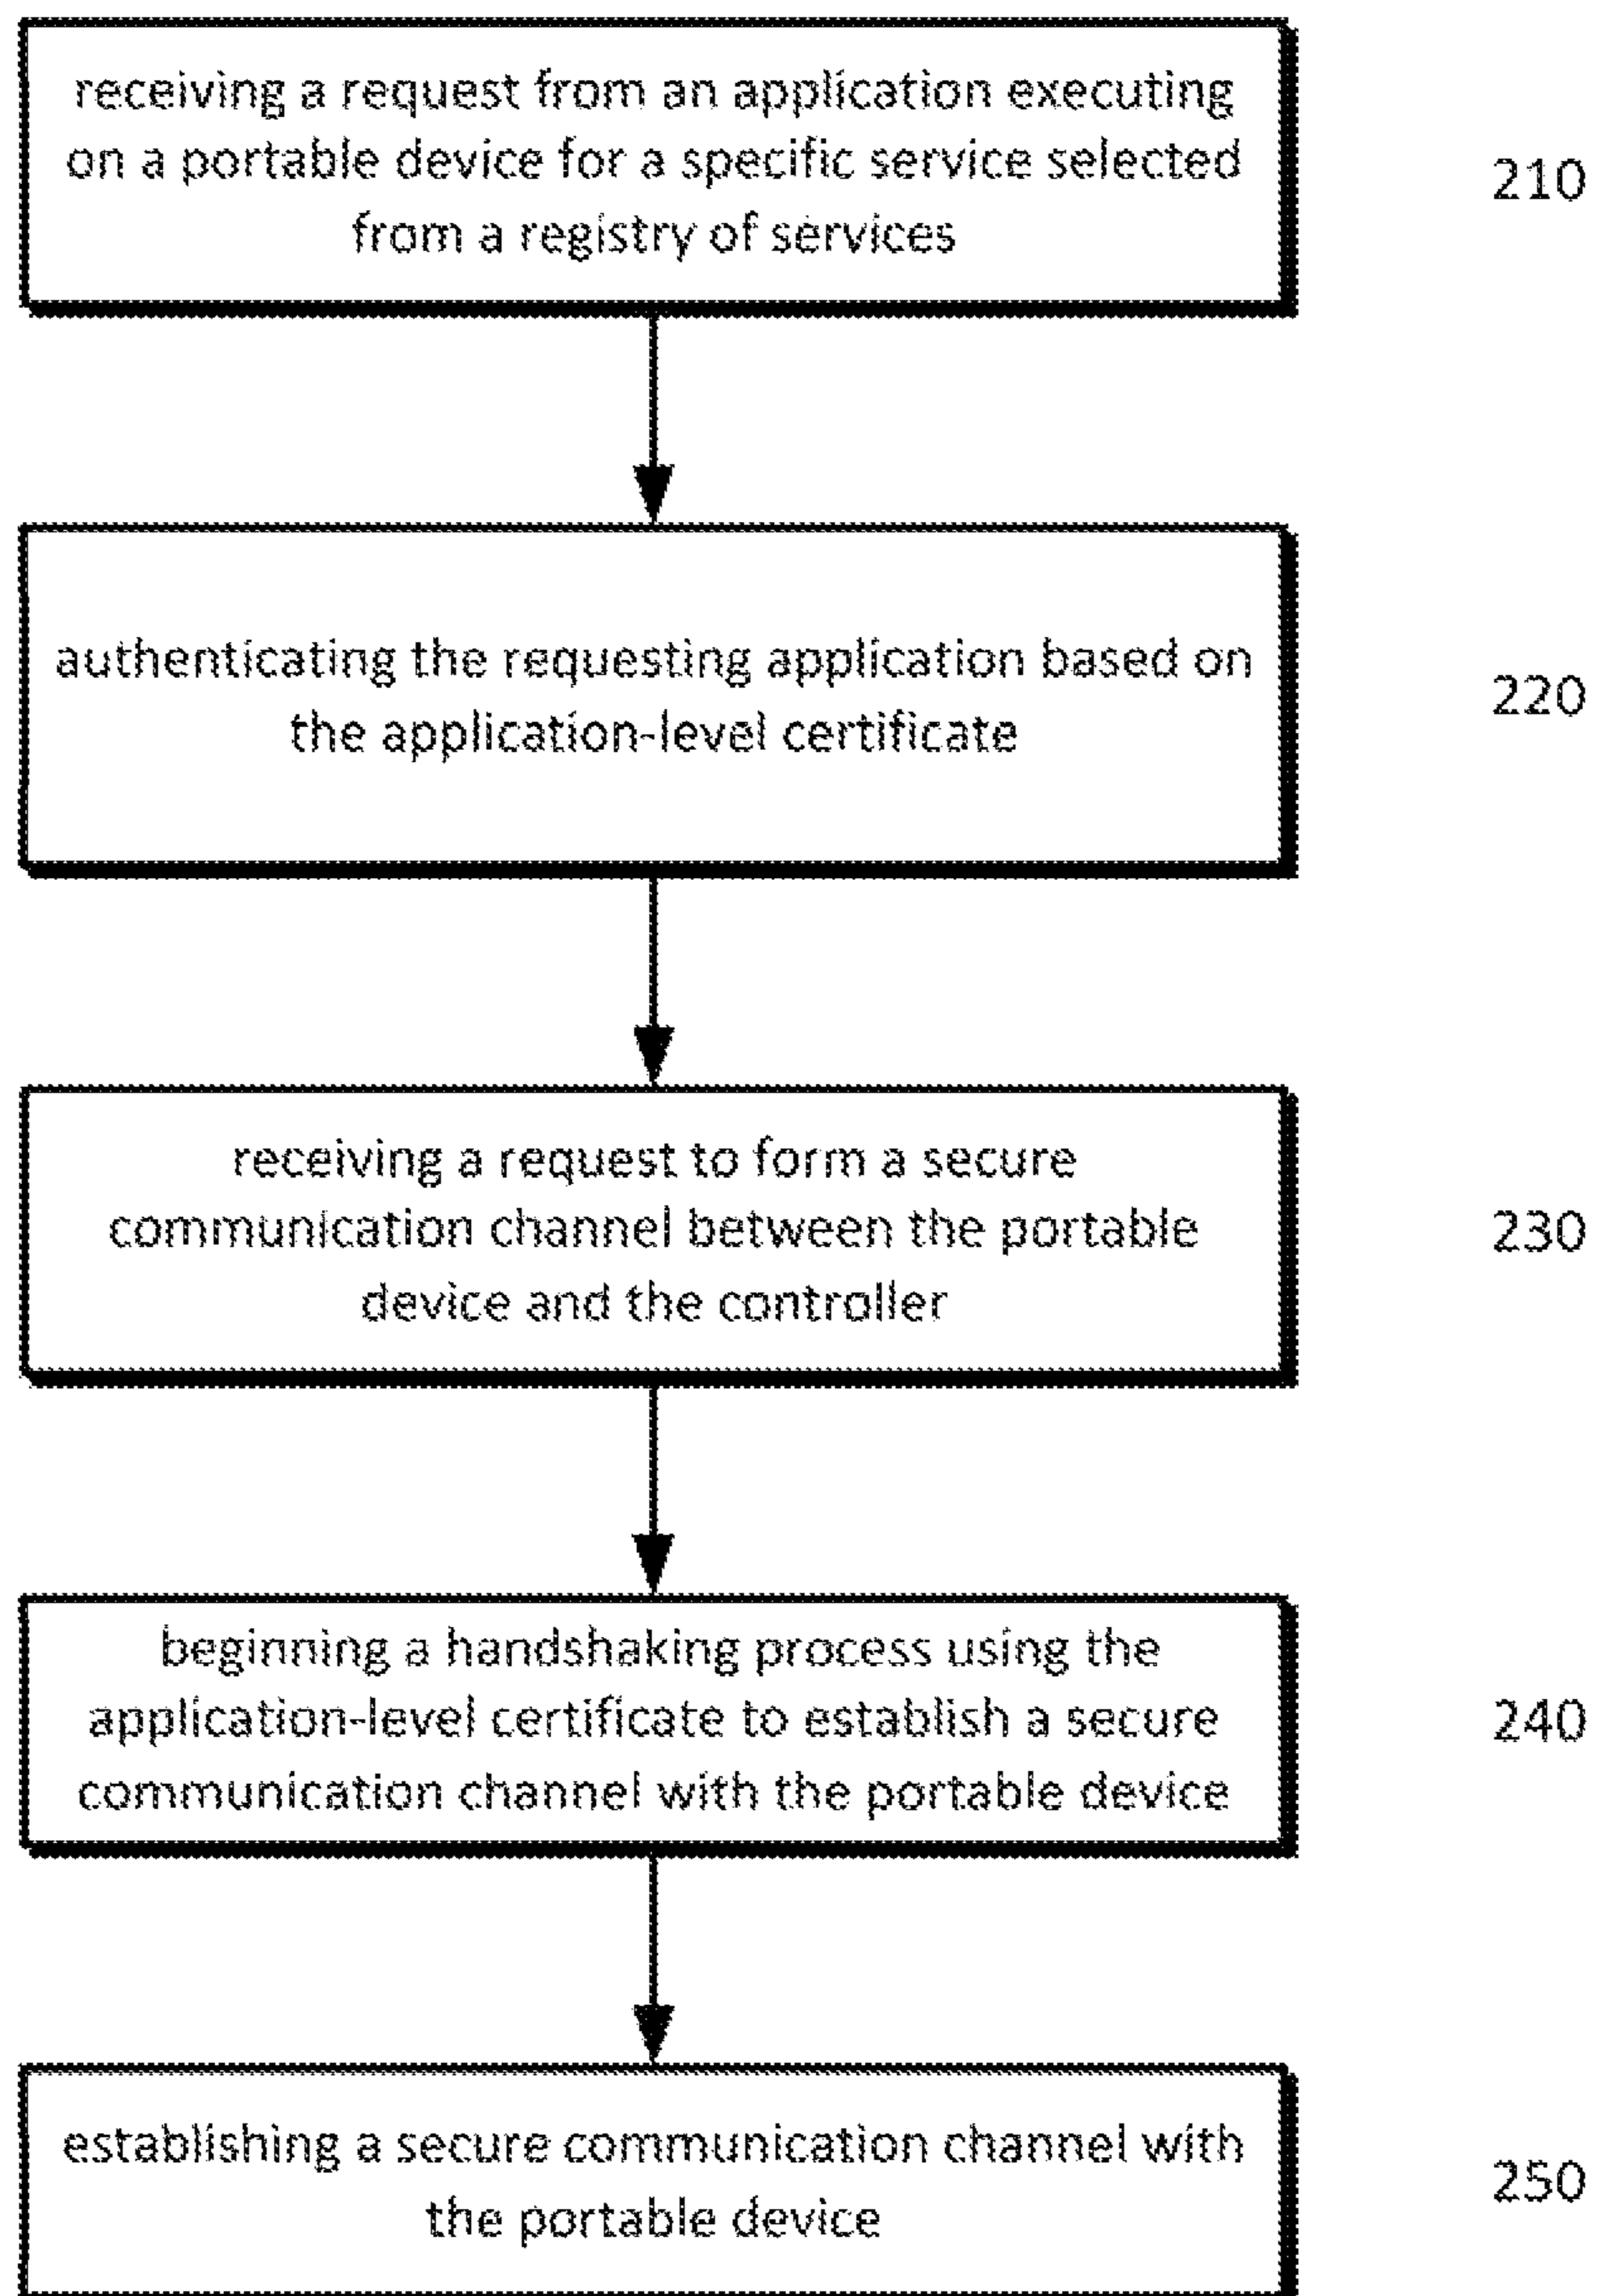 receiving a request from an application executing
on a portable device for a specific service selected
from a registry of services
210
authenticating the requesting application based on
the application-level certificate
220
receiving a request to form a secure
communication channel between the portable
device and the controller
230
beginning a handshaking process using the
application-level certificate to establish a secure
communication channel with the portable device
240
establishing a secure communication channel with
the portable device
250